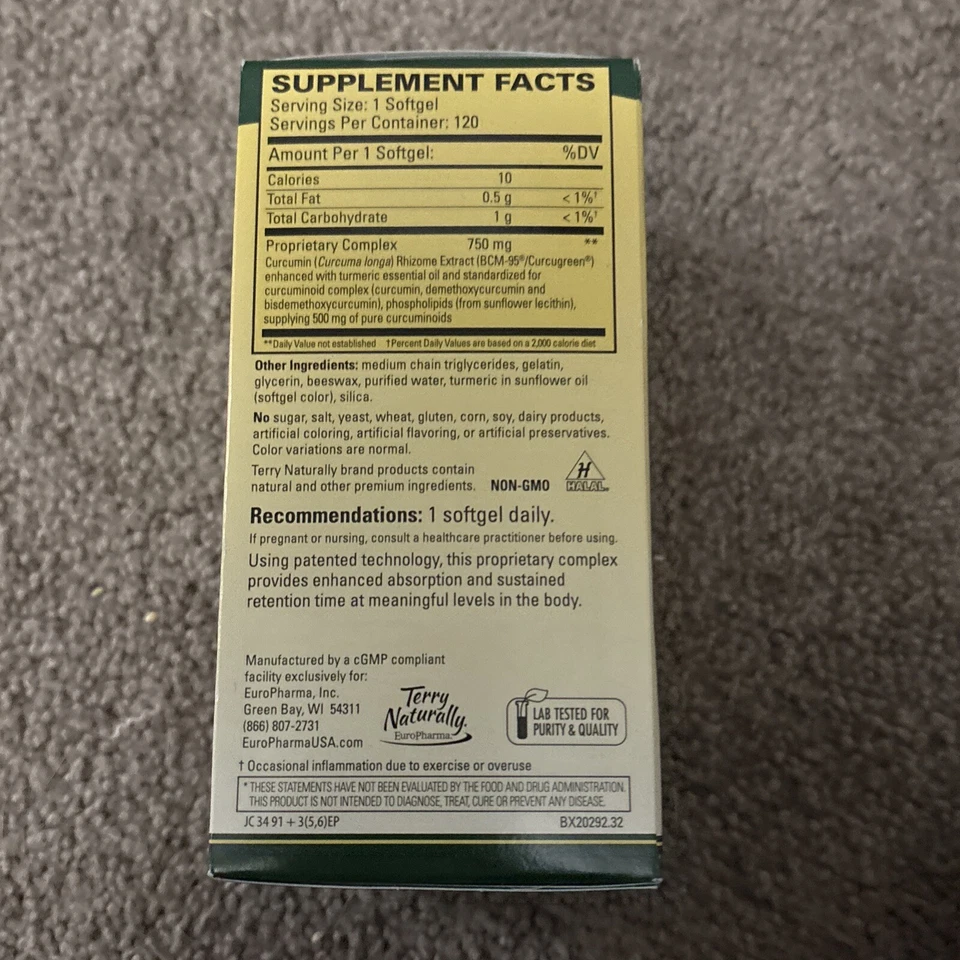 SUPPLEMENT FACTS
Serving Size: 1 Softgel
Servings Per Container: 120
Amount Per 1 Softgel: %DV
Calories 10
Total Fat 0.5 g < 1%†
Total Carbohydrate 1 g < 1%†
Proprietary Complex 750 mg **
Curcumin (Curcuma longa) Rhizome Extract (BCM-95®/Curcugreen®)
enhanced with turmeric essential oil and standardized for
curcuminoid complex (curcumin, demethoxycurcumin and
bisdemethoxycurcumin), phospholipids (from sunflower lecithin),
supplying 500 mg of pure curcuminoids
**Daily Value not established †Percent Daily Values are based on a 2,000 calorie diet
Other Ingredients: medium chain triglycerides, gelatin,
glycerin, beeswax, purified water, turmeric in sunflower oil
(softgel color), silica.
No sugar, salt, yeast, wheat, gluten, corn, soy, dairy products,
artificial coloring, artificial flavoring, or artificial preservatives.
Color variations are normal.
Terry Naturally brand products contain
natural and other premium ingredients. NON-GMO
H
HALAL
Recommendations: 1 softgel daily.
If pregnant or nursing, consult a healthcare practitioner before using.
Using patented technology, this proprietary complex
provides enhanced absorption and sustained
retention time at meaningful levels in the body.
Manufactured by a cGMP compliant
facility exclusively for:
EuroPharma, Inc.
Green Bay, WI 54311
(866) 807-2731
EuroPharmaUSA.com
Terry
Naturally
EuroPharma
LAB TESTED FOR
PURITY & QUALITY
† Occasional inflammation due to exercise or overuse
* THESE STATEMENTS HAVE NOT BEEN EVALUATED BY THE FOOD AND DRUG ADMINISTRATION.
THIS PRODUCT IS NOT INTENDED TO DIAGNOSE, TREAT, CURE OR PREVENT ANY DISEASE.
JC 34 91 + 3(5,6)EP BX20292.32